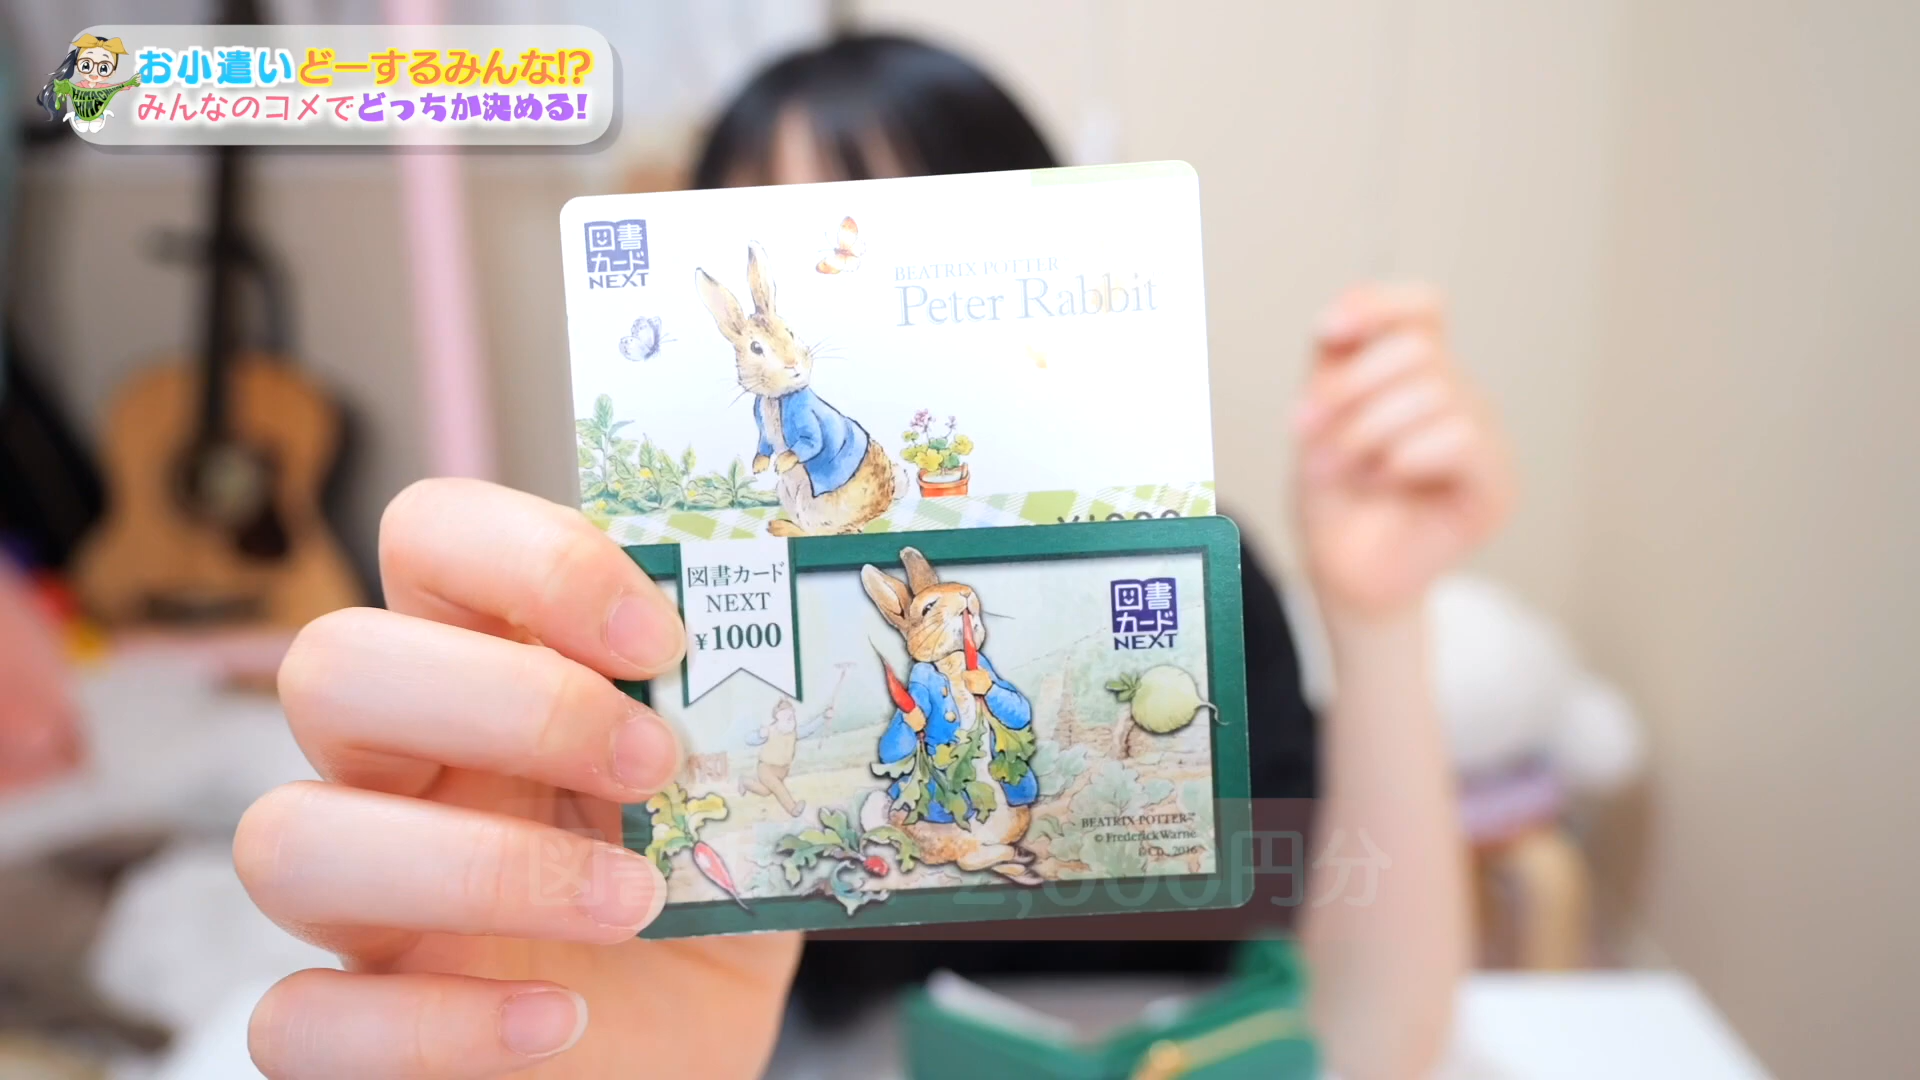 お小遣いどーするみんな!?
みんなのコメでどっちか決める!
図書
カード
NEXT
BEATRIX POTTER
Peter Rabbit
図書カード
NEXT
¥1000
図書
カード
NEXT
BEATRIX POTTER™
© Frederick Warne
& Co., 2016
円分